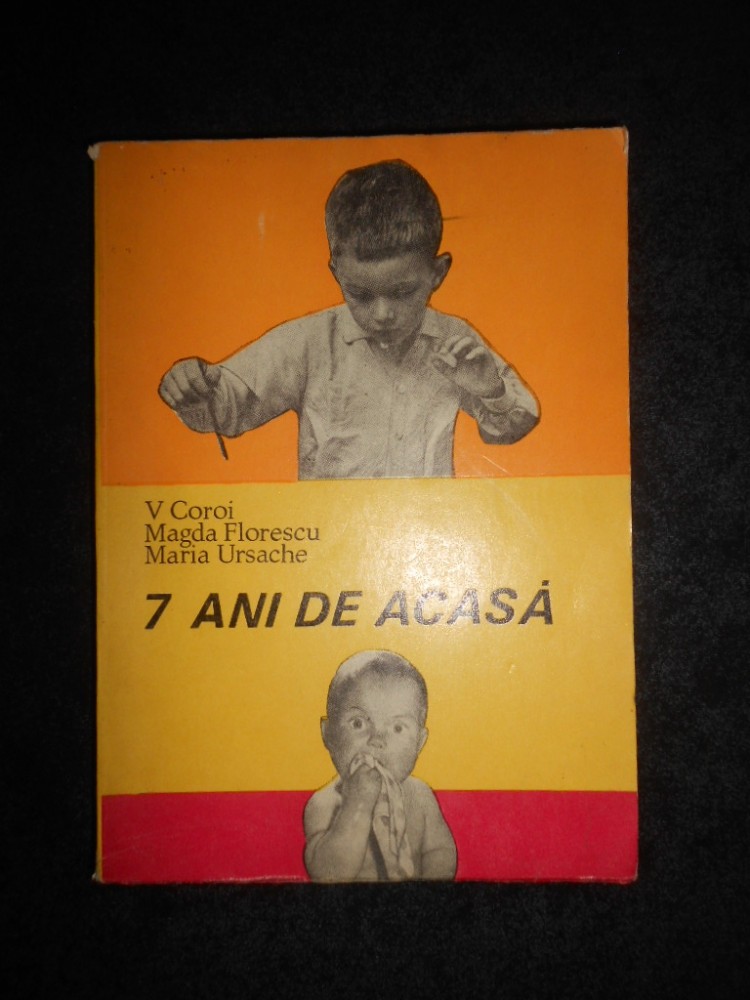 V Coroi
Magda Florescu
Maria Ursache
7 ANI DE ACASĂ